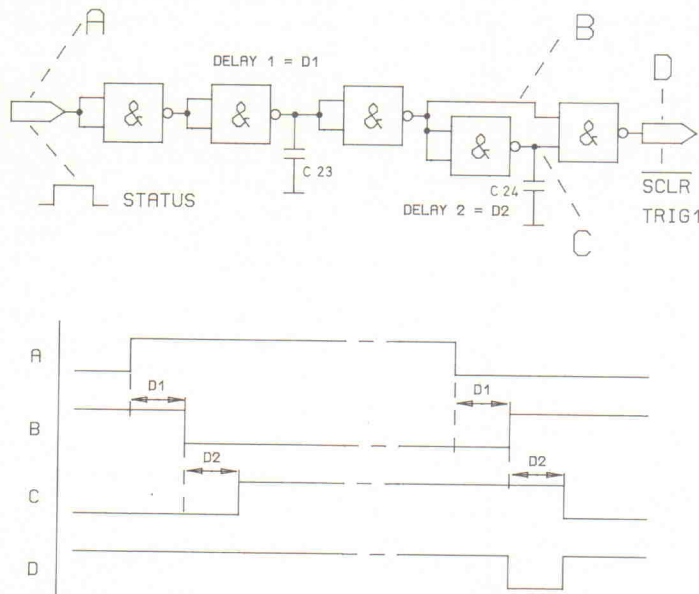 A
B
D
DELAY 1 = D1
& & & & &
C 23
C 24
STATUS
DELAY 2 = D2
C
SCLR
TRIG1
A
D1 D1
B
D2 D2
C
D